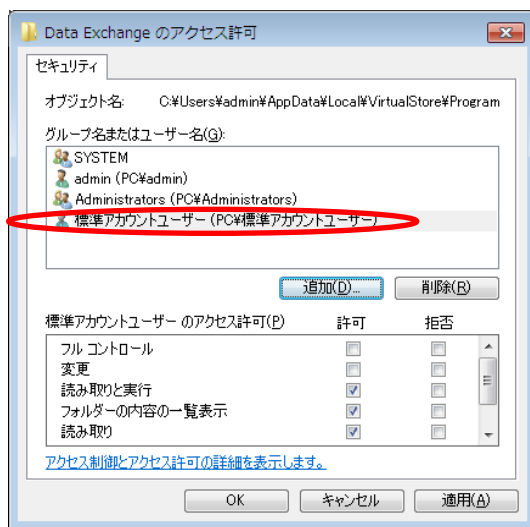 Data Exchange のアクセス許可
セキュリティ
オブジェクト名: C:¥Users¥admin¥AppData¥Local¥VirtualStore¥Program
グループ名またはユーザー名(G):
SYSTEM
admin (PC¥admin)
Administrators (PC¥Administrators)
標準アカウントユーザー (PC¥標準アカウントユーザー)
追加(D)... 削除(R)
標準アカウントユーザー のアクセス許可(P) 許可 拒否
フル コントロール
変更
読み取りと実行
フォルダーの内容の一覧表示
読み取り
アクセス制御とアクセス許可の詳細を表示します。
OK キャンセル 適用(A)